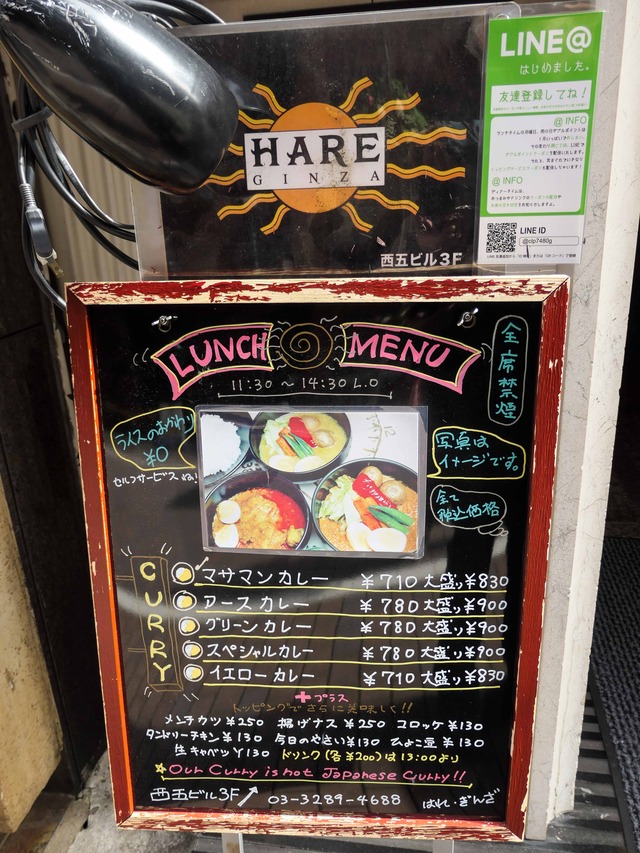 HARE
GINZA
西五ビル3F
LINE@
はじめました。
友達登録してね！
@ INFO
@ INFO
LINE ID
@clp7480g
LUNCH MENU
11:30 ～ 14:30 L.O
全席禁煙
ライスのおかわり
¥0
セルフサービス
写真は
イメージです。
全て
税込価格
CURRY
マサマンカレー ¥710 大盛り¥830
アースカレー ¥780 大盛り¥900
グリーンカレー ¥780 大盛り¥900
スペシャルカレー ¥780 大盛り¥900
イエローカレー ¥710 大盛り¥830
+プラス
トッピングでさらに美味しく!!
メンチカツ¥250 揚げナス¥250 コロッケ¥130
タンドリーチキン¥130 今日のやさい¥130 ひよこ豆¥130
生キャベツ¥130 ドリンク(各¥200)は13:00より
☆Our Curry is not Japanese Curry!!
西五ビル3F 03-3289-4688 はれ・ぎんざ